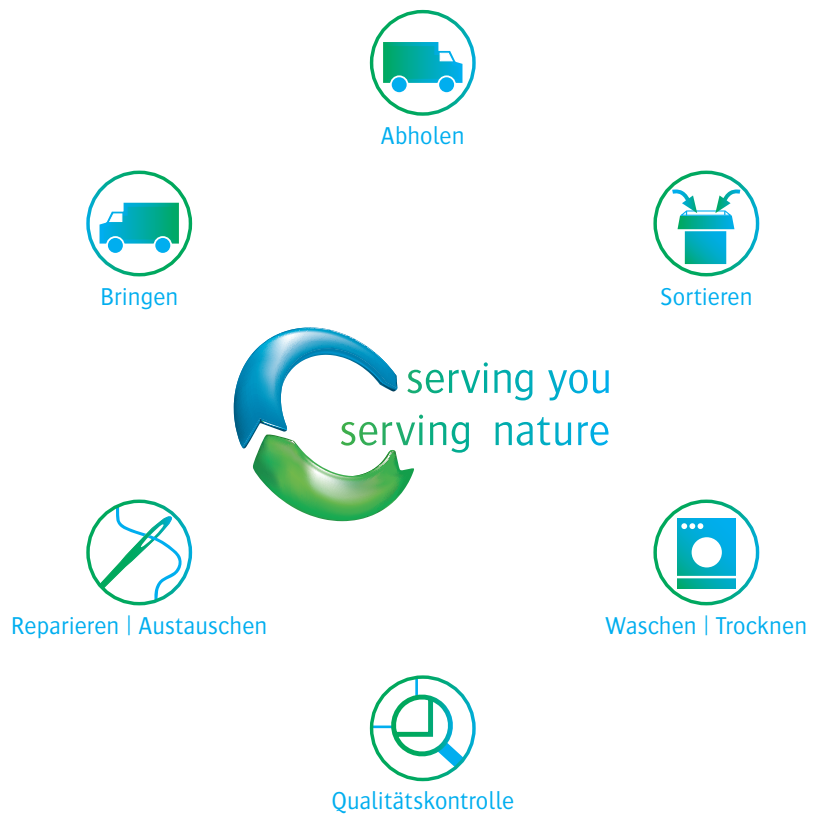 Abholen
Bringen
Sortieren
serving you
serving nature
Reparieren | Austauschen
Waschen | Trocknen
Qualitätskontrolle